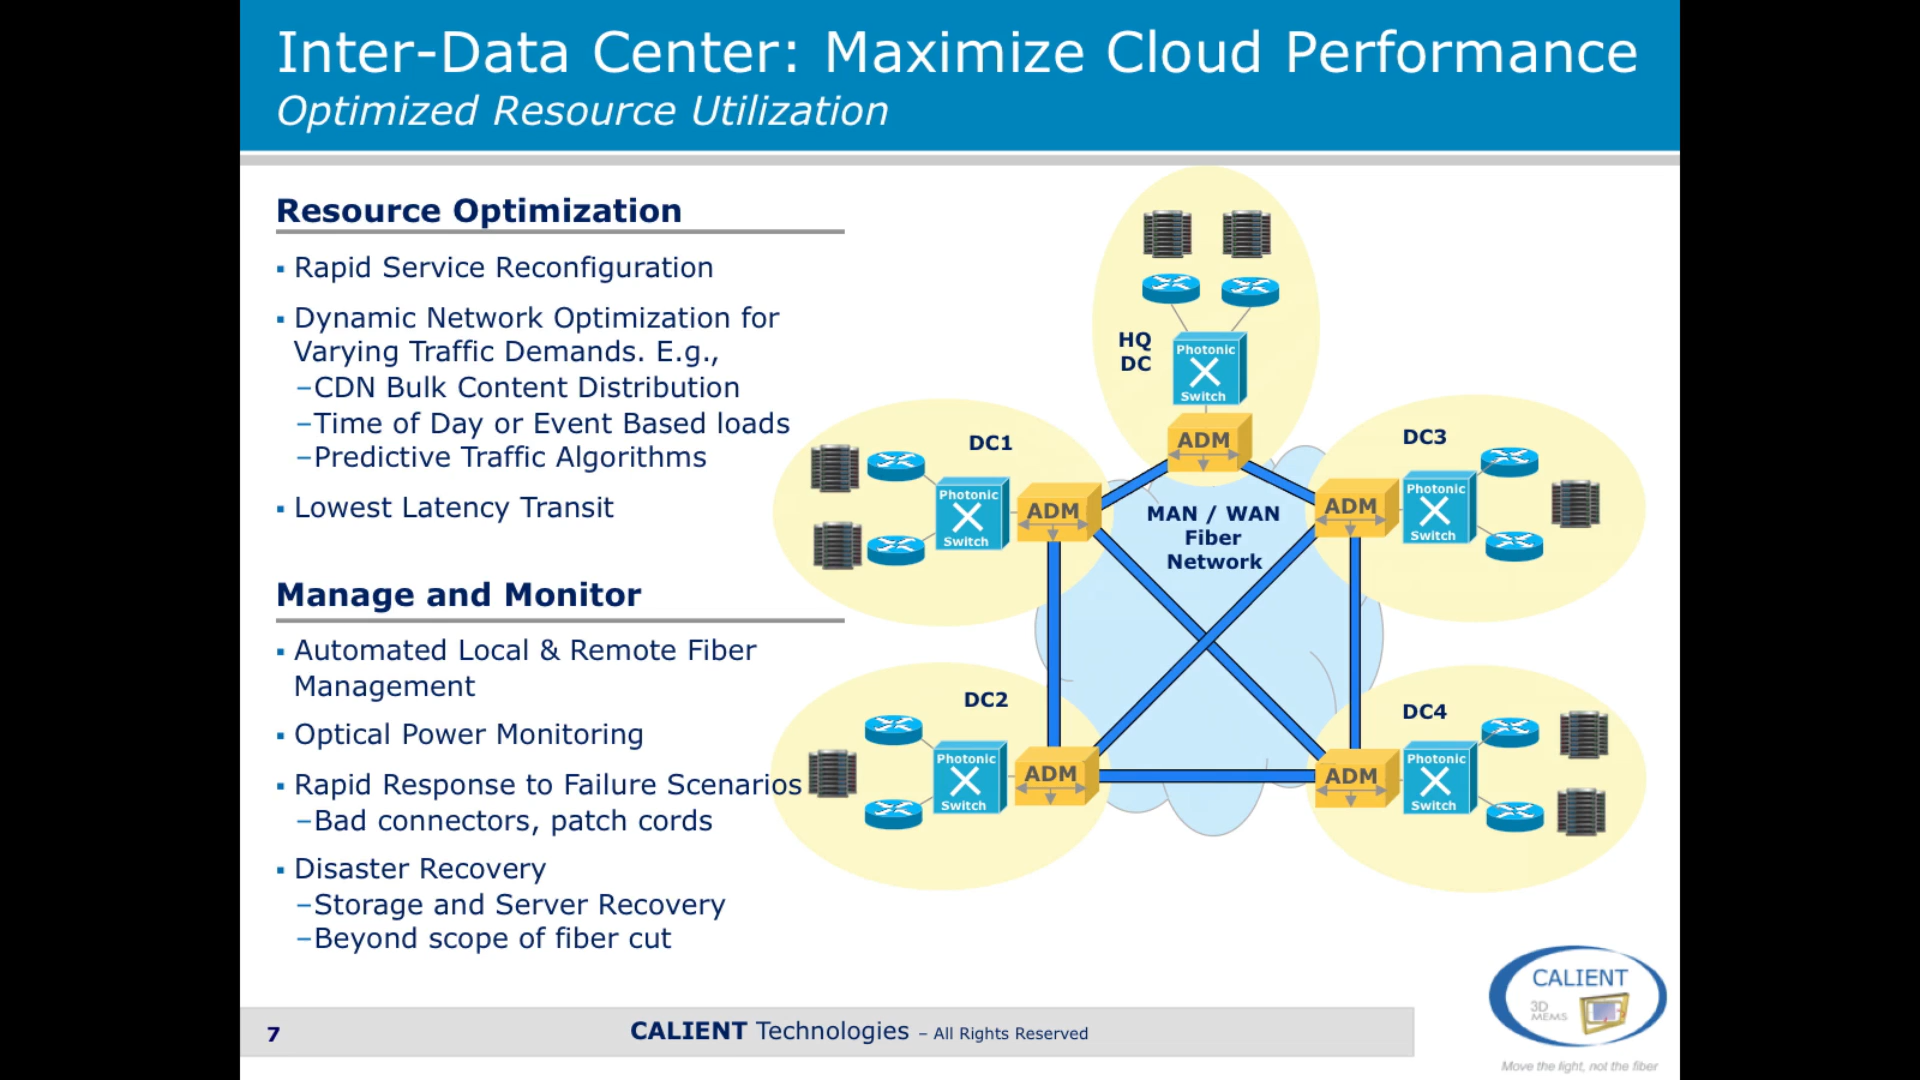 Inter-Data Center: Maximize Cloud Performance
Optimized Resource Utilization
Resource Optimization
▪ Rapid Service Reconfiguration
▪ Dynamic Network Optimization for
Varying Traffic Demands. E.g.,
–CDN Bulk Content Distribution
–Time of Day or Event Based loads
–Predictive Traffic Algorithms
▪ Lowest Latency Transit
Manage and Monitor
▪ Automated Local & Remote Fiber
Management
▪ Optical Power Monitoring
▪ Rapid Response to Failure Scenarios
–Bad connectors, patch cords
▪ Disaster Recovery
–Storage and Server Recovery
–Beyond scope of fiber cut
HQ
DC
Photonic
Switch
ADM
DC1
Photonic
Switch
ADM
MAN / WAN
Fiber
Network
DC3
ADM
Photonic
Switch
DC2
Photonic
Switch
ADM
DC4
ADM
Photonic
Switch
7
CALIENT Technologies – All Rights Reserved
CALIENT
3D
MEMS
Move the light, not the fiber